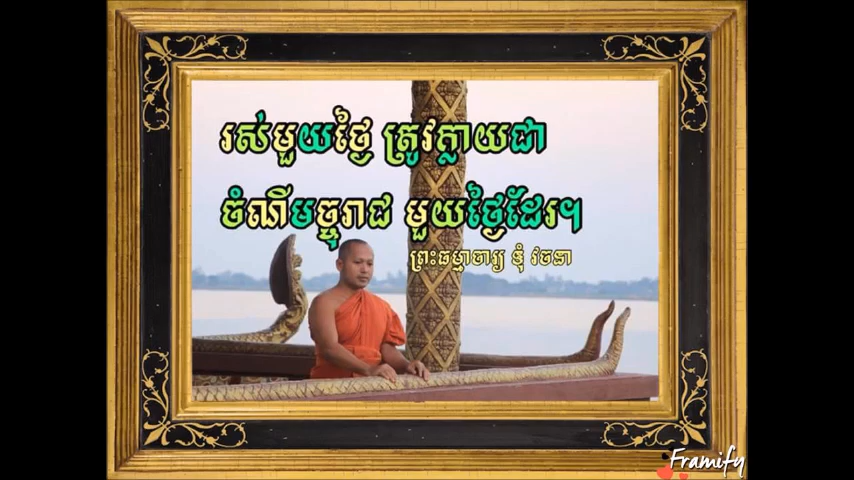 រស់មួយថ្ងៃ ត្រូវក្លាយជា
ចំណីមច្ចុរាជ មួយថ្ងៃដែរ។
ព្រះធម្មាចារ្យ ទុំ វចនា
Framify